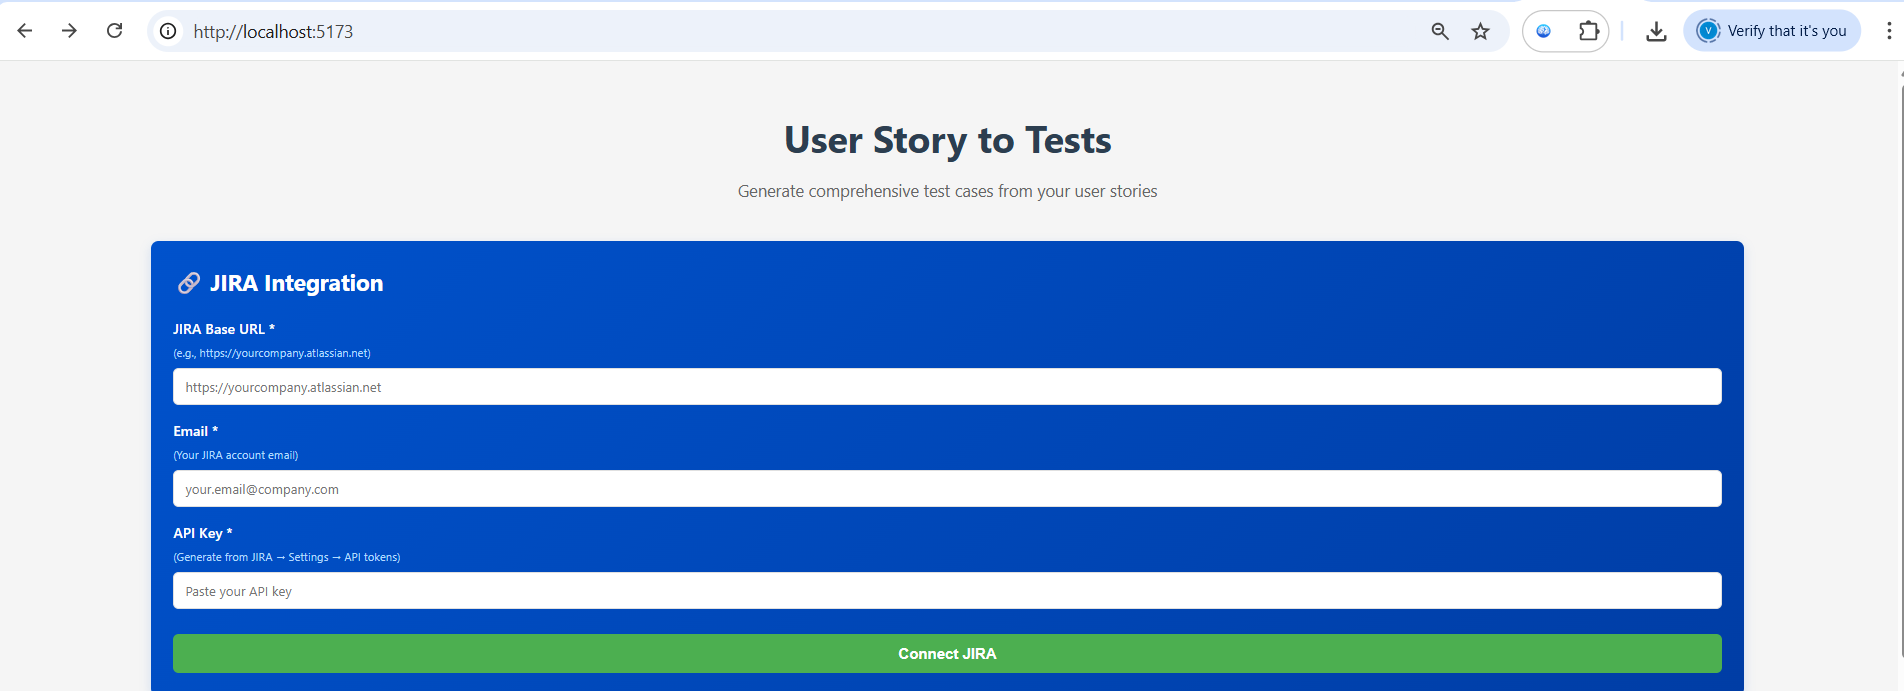 http://localhost:5173
V Verify that it's you
User Story to Tests
Generate comprehensive test cases from your user stories
JIRA Integration
JIRA Base URL *
(e.g., https://yourcompany.atlassian.net)
https://yourcompany.atlassian.net
Email *
(Your JIRA account email)
your.email@company.com
API Key *
(Generate from JIRA → Settings → API tokens)
Paste your API key
Connect JIRA